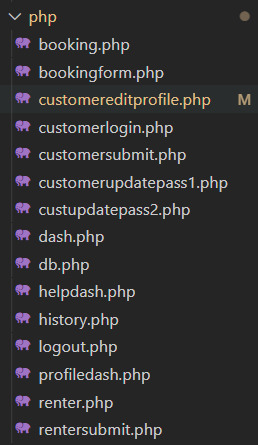 php
booking.php
bookingform.php
customereditprofile.php M
customerlogin.php
customersubmit.php
customerupdatepass1.php
custupdatepass2.php
dash.php
db.php
helpdash.php
history.php
logout.php
profiledash.php
renter.php
rentersubmit.php